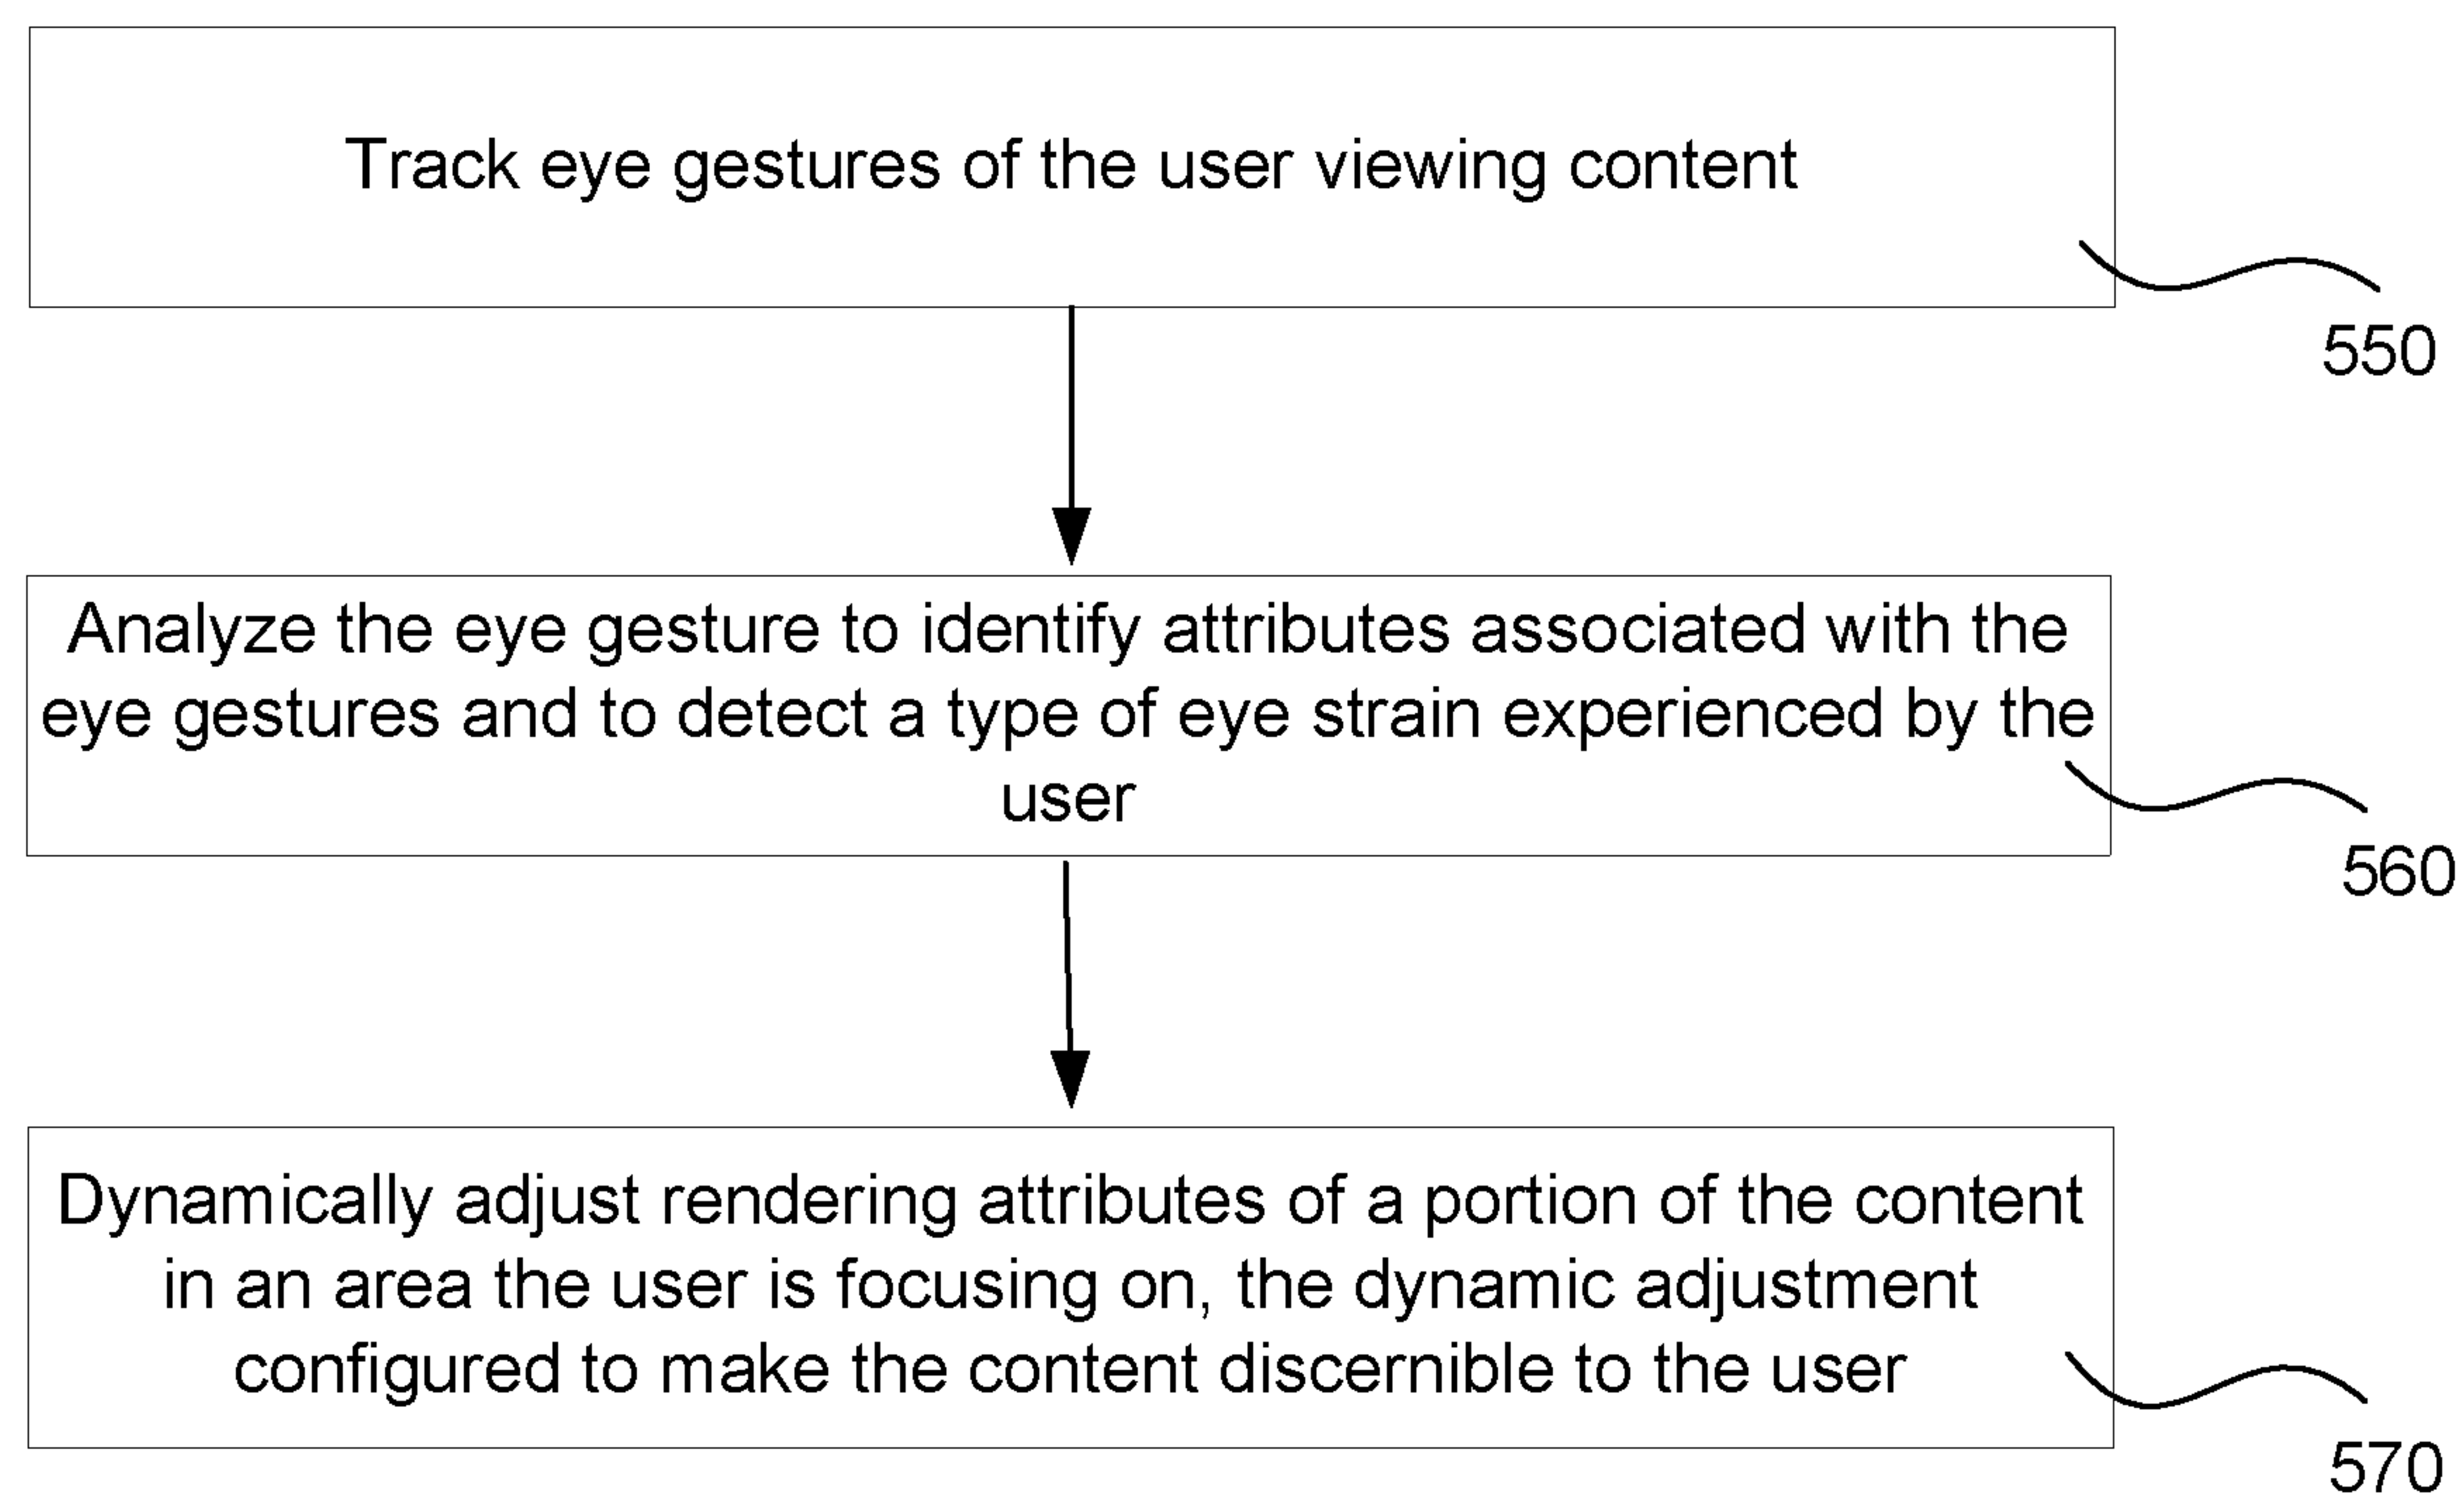 Track eye gestures of the user viewing content
550
Analyze the eye gesture to identify attributes associated with the
eye gestures and to detect a type of eye strain experienced by the
user
560
Dynamically adjust rendering attributes of a portion of the content
in an area the user is focusing on, the dynamic adjustment
configured to make the content discernible to the user
570